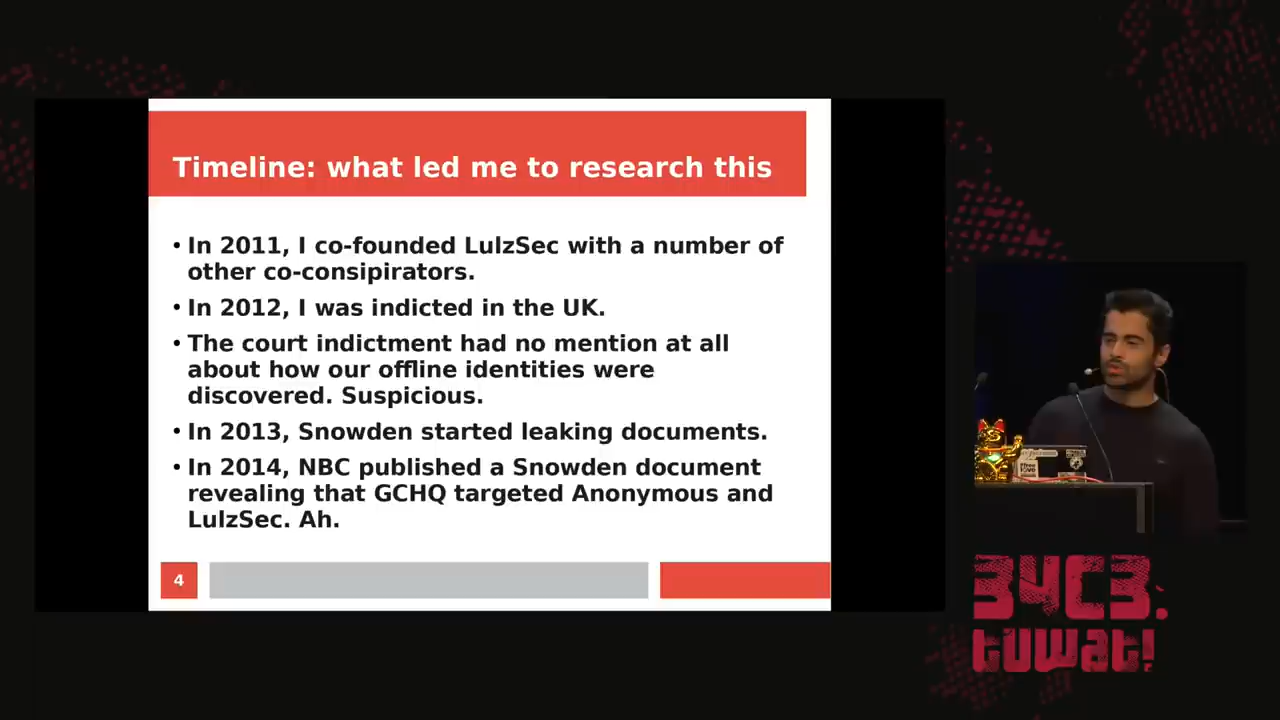 Timeline: what led me to research this
• In 2011, I co-founded LulzSec with a number of
other co-consipirators.
• In 2012, I was indicted in the UK.
• The court indictment had no mention at all
about how our offline identities were
discovered. Suspicious.
• In 2013, Snowden started leaking documents.
• In 2014, NBC published a Snowden document
revealing that GCHQ targeted Anonymous and
LulzSec. Ah.
4
34C3.
tuwat!